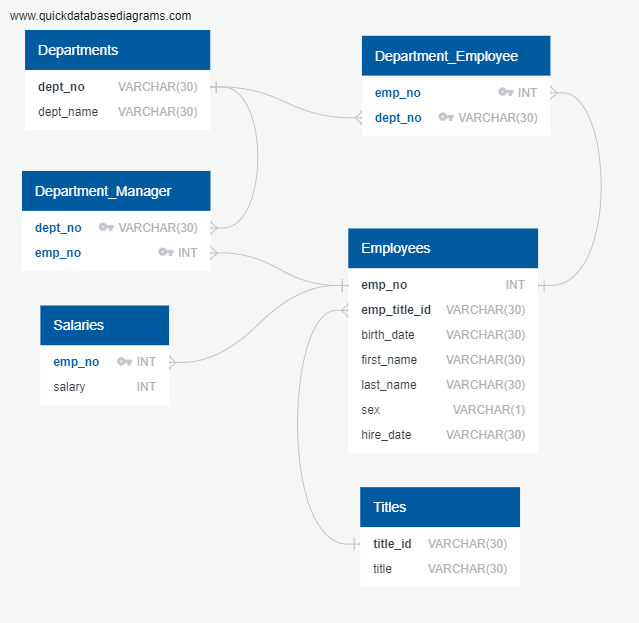 www.quickdatabasediagrams.com
Departments
dept_no VARCHAR(30)
dept_name VARCHAR(30)
Department_Employee
emp_no INT
dept_no VARCHAR(30)
Department_Manager
dept_no VARCHAR(30)
emp_no INT
Employees
emp_no INT
emp_title_id VARCHAR(30)
birth_date VARCHAR(30)
first_name VARCHAR(30)
last_name VARCHAR(30)
sex VARCHAR(1)
hire_date VARCHAR(30)
Salaries
emp_no INT
salary INT
Titles
title_id VARCHAR(30)
title VARCHAR(30)